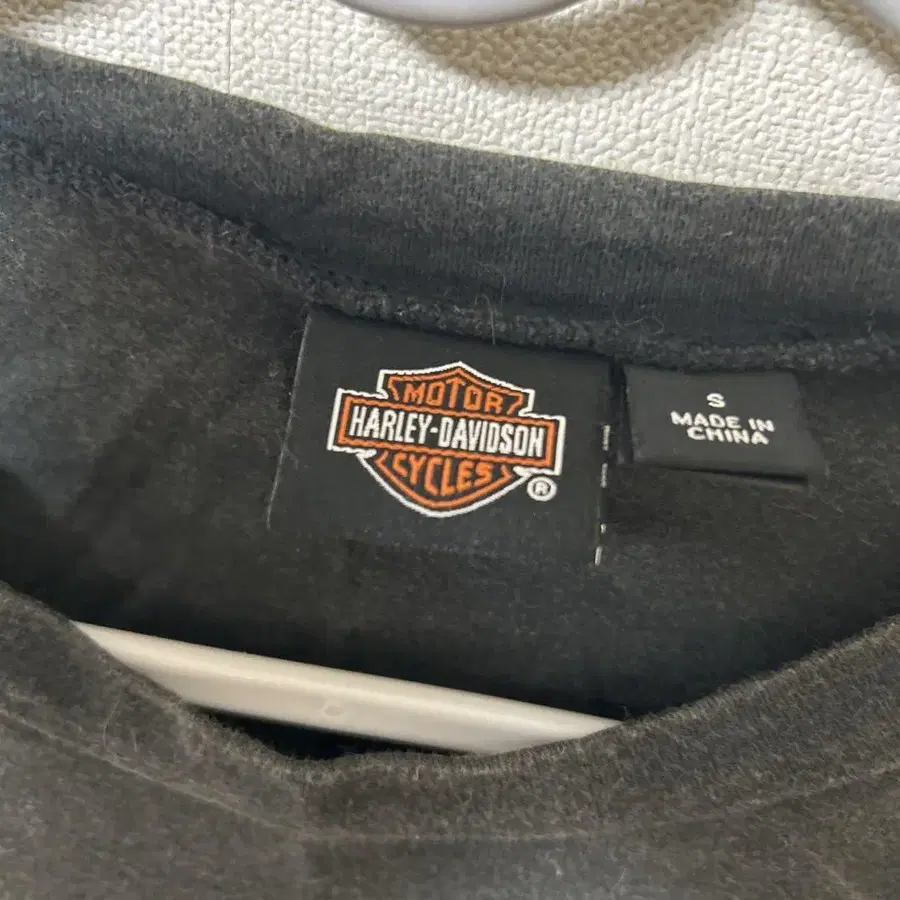 MOTOR
HARLEY-DAVIDSON
CYCLES
®
S
MADE IN
CHINA